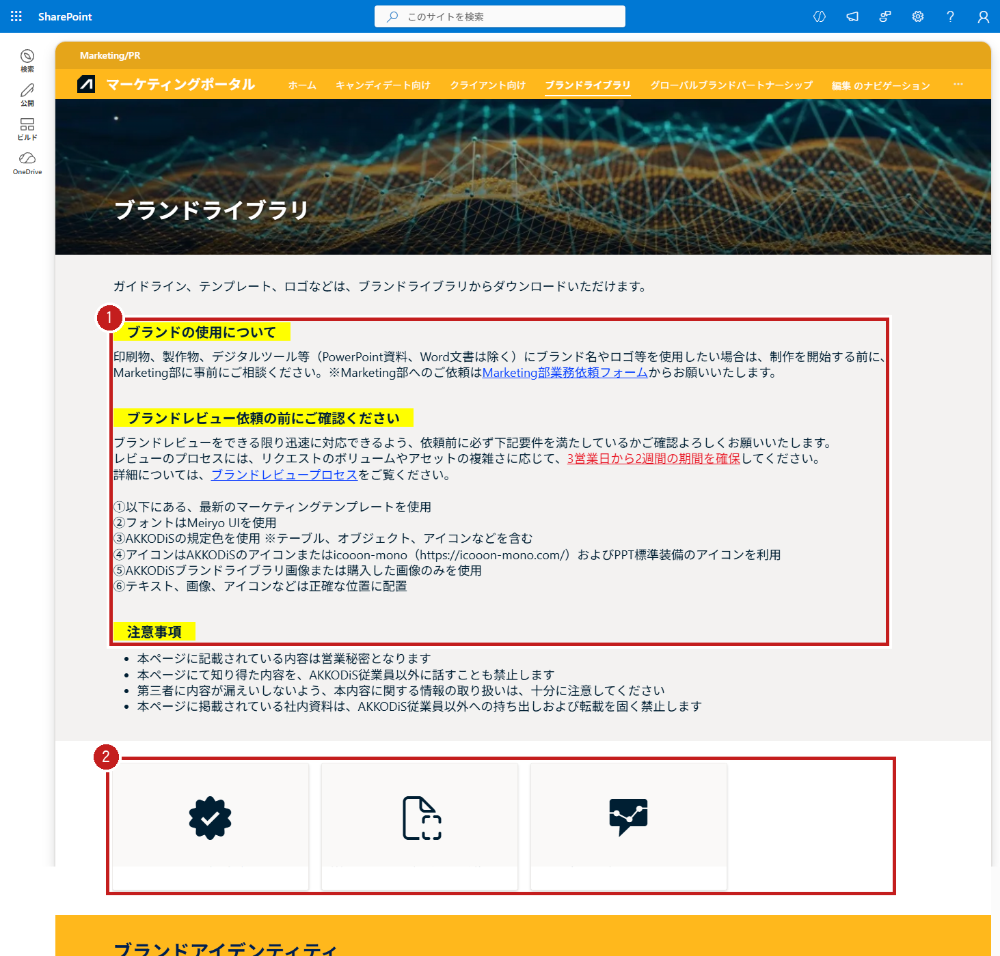 SharePoint
このサイトを検索
?
検索
公開
ビルド
OneDrive
Marketing/PR
マーケティングポータル
ホーム
キャンディデート向け
クライアント向け
ブランドライブラリ
グローバルブランドパートナーシップ
編集 のナビゲーション
…
ブランドライブラリ
ガイドライン、テンプレート、ロゴなどは、ブランドライブラリからダウンロードいただけます。
1
ブランドの使用について
印刷物、製作物、デジタルツール等（PowerPoint資料、Word文書は除く）にブランド名やロゴ等を使用したい場合は、制作を開始する前に、
Marketing部に事前にご相談ください。※Marketing部へのご依頼はMarketing部業務依頼フォームからお願いいたします。
ブランドレビュー依頼の前にご確認ください
ブランドレビューをできる限り迅速に対応できるよう、依頼前に必ず下記要件を満たしているかご確認よろしくお願いいたします。
レビューのプロセスには、リクエストのボリュームやアセットの複雑さに応じて、3営業日から2週間の期間を確保してください。
詳細については、ブランドレビュープロセスをご覧ください。
①以下にある、最新のマーケティングテンプレートを使用
②フォントはMeiryo UIを使用
③AKKODiSの規定色を使用 ※テーブル、オブジェクト、アイコンなどを含む
④アイコンはAKKODiSのアイコンまたはicooon-mono（https://icooon-mono.com/）およびPPT標準装備のアイコンを利用
⑤AKKODiSブランドライブラリ画像または購入した画像のみを使用
⑥テキスト、画像、アイコンなどは正確な位置に配置
注意事項
• 本ページに記載されている内容は営業秘密となります
• 本ページにて知り得た内容を、AKKODiS従業員以外に話すことも禁止します
• 第三者に内容が漏えいしないよう、本内容に関する情報の取り扱いは、十分に注意してください
• 本ページに掲載されている社内資料は、AKKODiS従業員以外への持ち出しおよび転載を固く禁止します
2
ブランドアイデンティティ